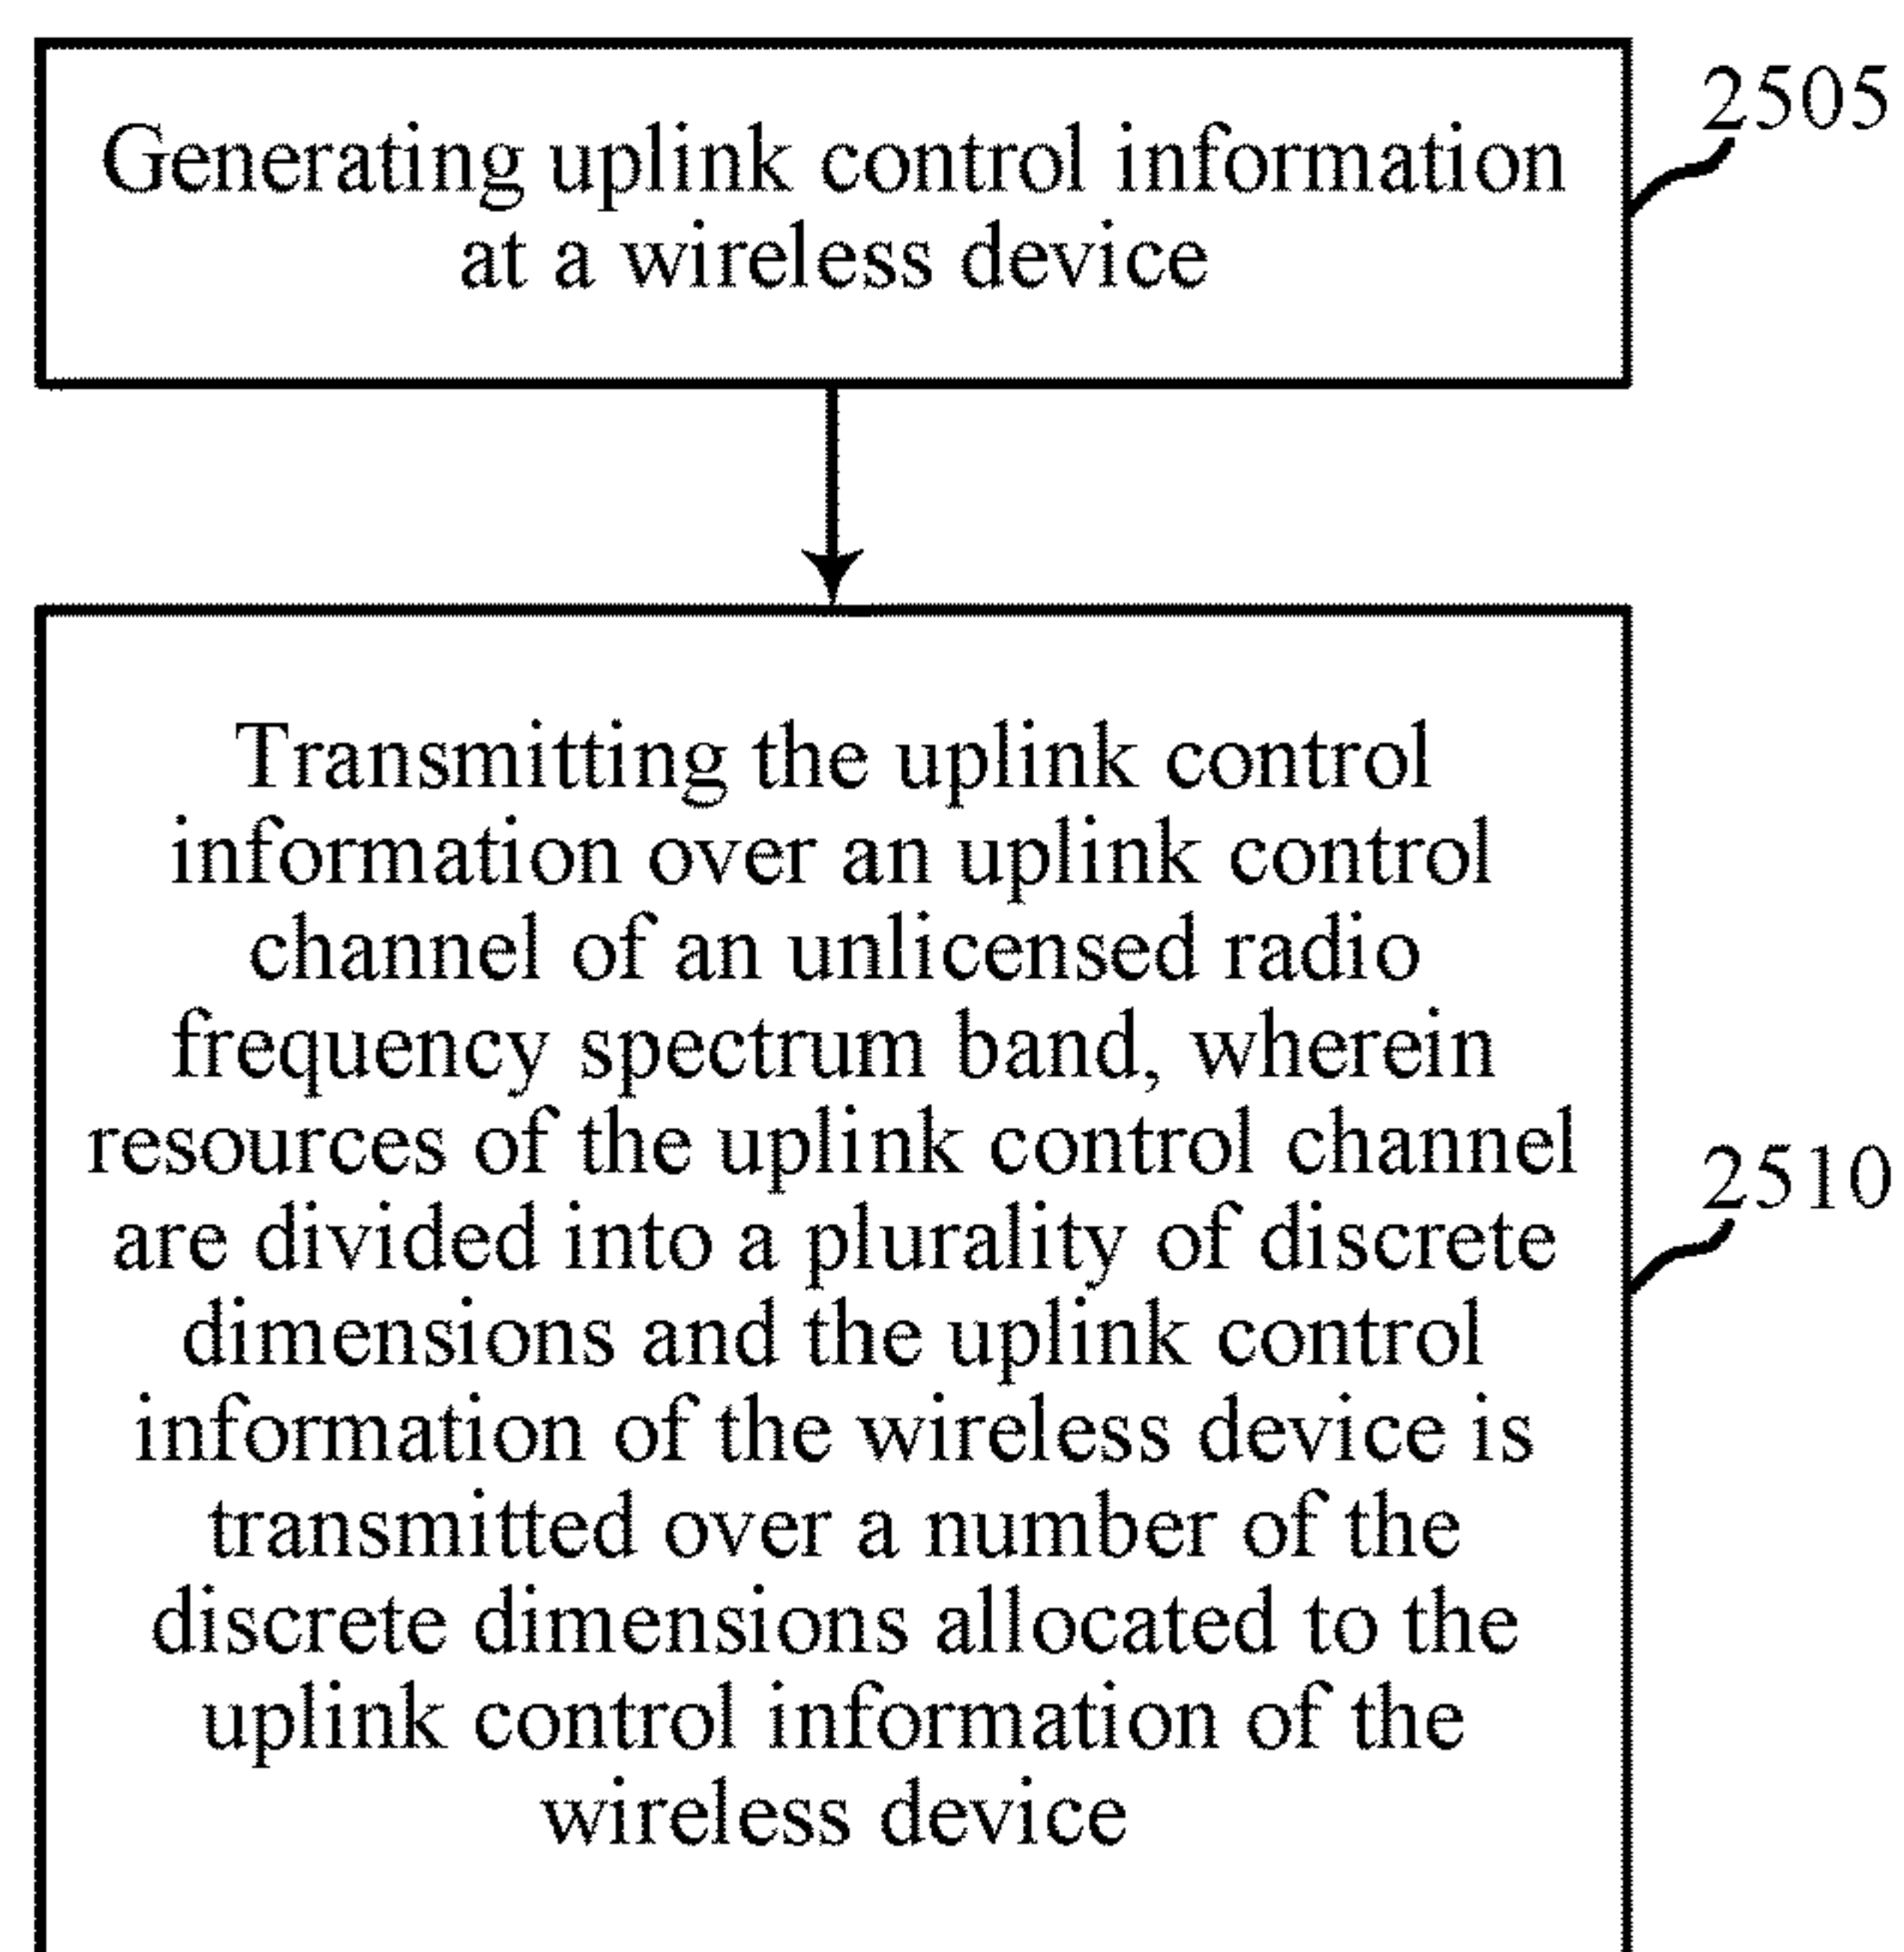 Generating uplink control information
at a wireless device
2505
Transmitting the uplink control
information over an uplink control
channel of an unlicensed radio
frequency spectrum band, wherein
resources of the uplink control channel
are divided into a plurality of discrete
dimensions and the uplink control
information of the wireless device is
transmitted over a number of the
discrete dimensions allocated to the
uplink control information of the
wireless device
2510